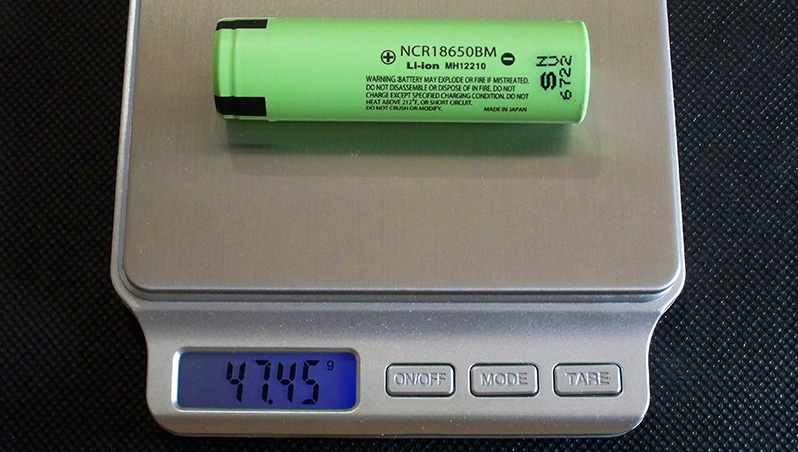 NCR18650BM
Li-ion MH12210
WARNING :BATTERY MAY EXPLODE OR FIRE IF MISTREATED.
DO NOT DISASSEMBLE OR DISPOSE OF IN FIRE, DO NOT
CHARGE EXCEPT SPECIFIED CHARGING CONDITION. DO NOT
HEAT ABOVE 212°F, OR SHORT CIRCUIT.
DO NOT CRUSH OR MODIFY.
MADE IN JAPAN
6722
47.45 g
ON/OFF
MODE
TARE